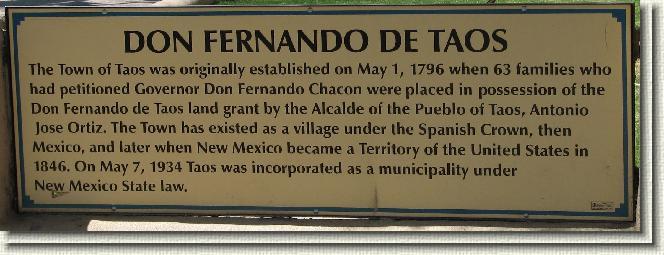 DON FERNANDO DE TAOS
The Town of Taos was originally established on May 1, 1796 when 63 families who
had petitioned Governor Don Fernando Chacon were placed in possession of the
Don Fernando de Taos land grant by the Alcalde of the Pueblo of Taos, Antonio
Jose Ortiz. The Town has existed as a village under the Spanish Crown, then
Mexico, and later when New Mexico became a Territory of the United States in
1846. On May 7, 1934 Taos was incorporated as a municipality under
New Mexico State law.